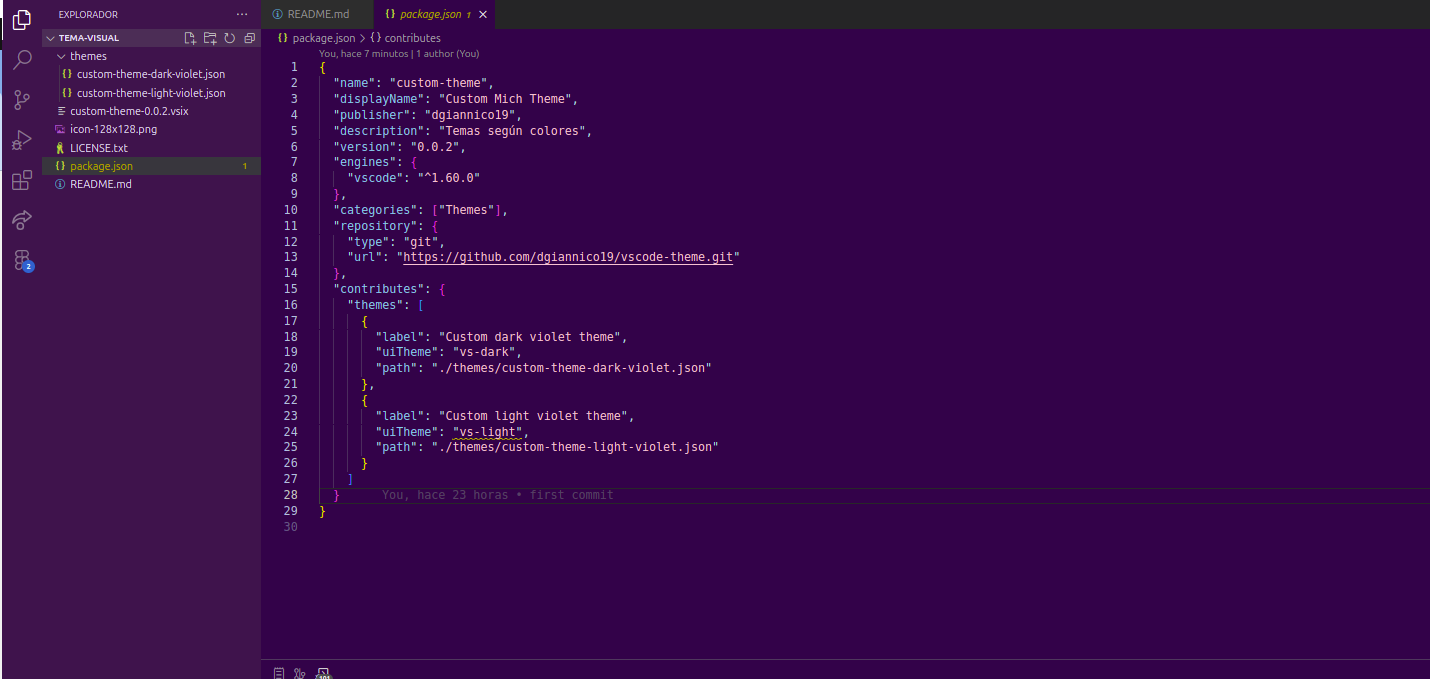 EXPLORADOR
TEMA-VISUAL
themes
custom-theme-dark-violet.json
custom-theme-light-violet.json
custom-theme-0.0.2.vsix
icon-128x128.png
LICENSE.txt
package.json 1
README.md
2
README.md
{} package.json 1
{} package.json > {} contributes
You, hace 7 minutos | 1 author (You)
1 {
2 "name": "custom-theme",
3 "displayName": "Custom Mich Theme",
4 "publisher": "dgiannico19",
5 "description": "Temas según colores",
6 "version": "0.0.2",
7 "engines": {
8 "vscode": "^1.60.0"
9 },
10 "categories": ["Themes"],
11 "repository": {
12 "type": "git",
13 "url": "https://github.com/dgiannico19/vscode-theme.git"
14 },
15 "contributes": {
16 "themes": [
17 {
18 "label": "Custom dark violet theme",
19 "uiTheme": "vs-dark",
20 "path": "./themes/custom-theme-dark-violet.json"
21 },
22 {
23 "label": "Custom light violet theme",
24 "uiTheme": "vs-light",
25 "path": "./themes/custom-theme-light-violet.json"
26 }
27 ]
28 } You, hace 23 horas • first commit
29 }
30